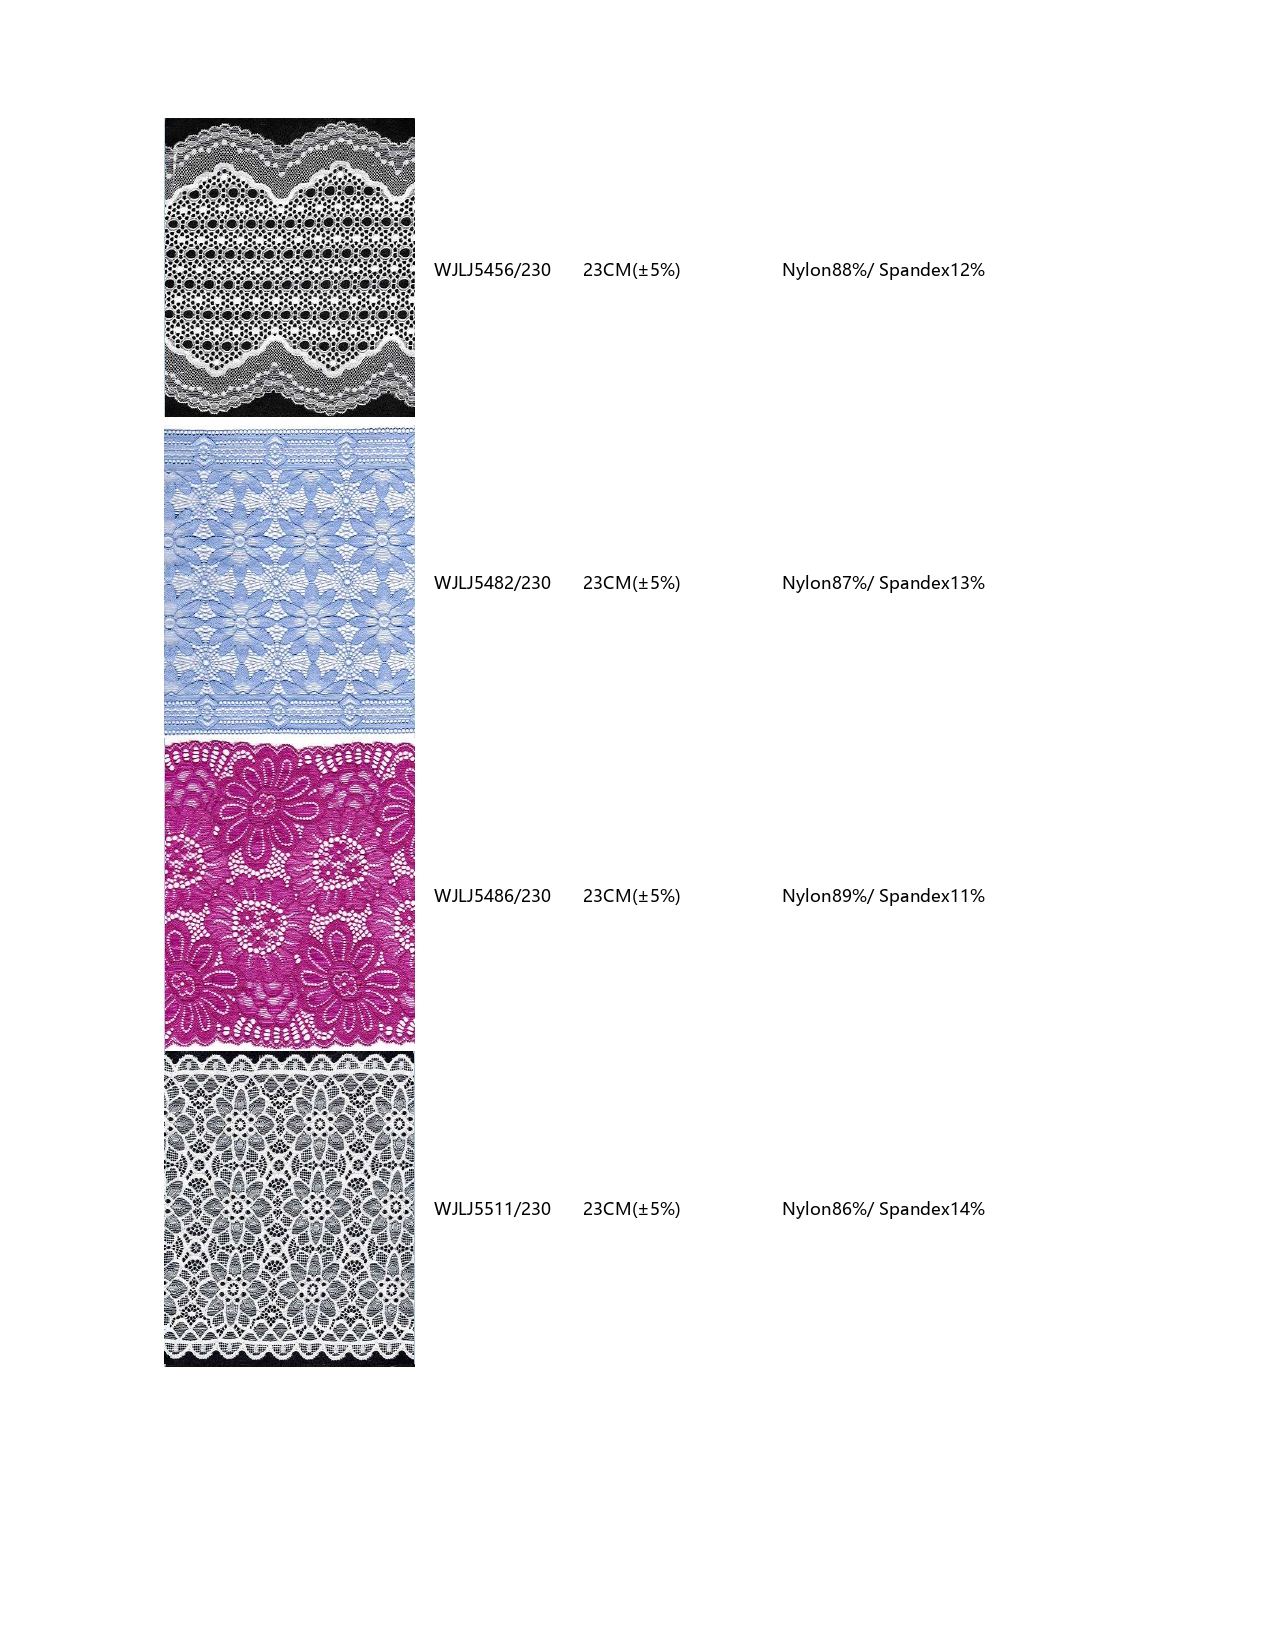 WJLJ5456/230 23CM(±5%) Nylon88%/ Spandex12%
WJLJ5482/230 23CM(±5%) Nylon87%/ Spandex13%
WJLJ5486/230 23CM(±5%) Nylon89%/ Spandex11%
WJLJ5511/230 23CM(±5%) Nylon86%/ Spandex14%